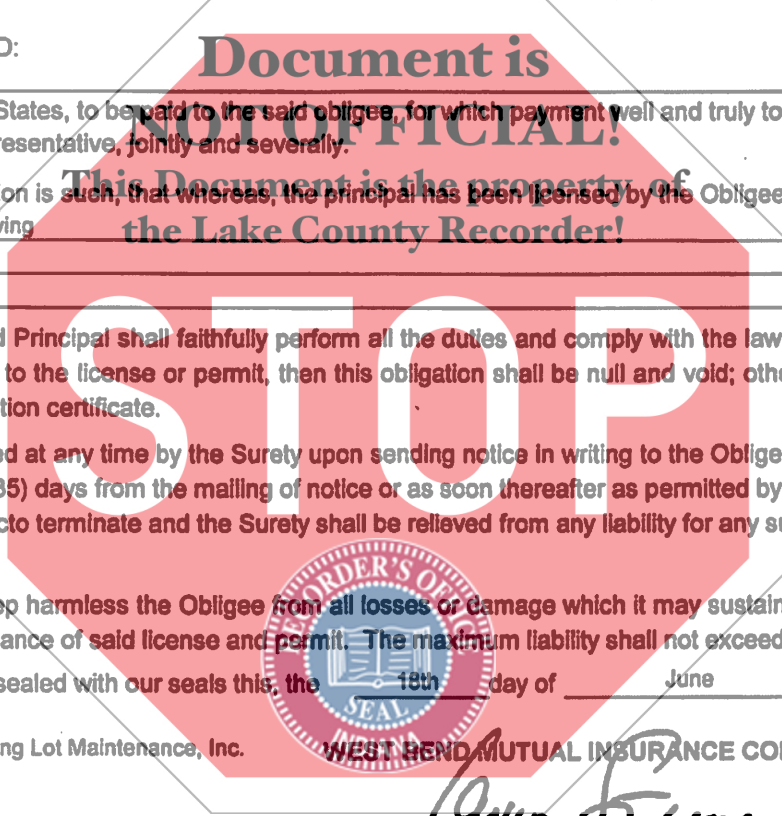 D:
Document is
States, to be paid to the said obligee, for which payment well and truly to
NOT OFFICIAL!
resentative, jointly and severally.
This Document is the property of
on is such, that whereas, the principal has been licensed by the Obligee
ving
the Lake County Recorder!
STOP
d Principal shall faithfully perform all the duties and comply with the law
to the license or permit, then this obligation shall be null and void; othe
tion certificate.
ed at any time by the Surety upon sending notice in writing to the Oblige
35) days from the mailing of notice or as soon thereafter as permitted by
cto terminate and the Surety shall be relieved from any liability for any su
RECORDER'S OFFICE
ep harmless the Obligee from all losses or damage which it may sustain
ance of said license and permit. The maximum liability shall not exceed
sealed with our seals this, the 18th day of June
SEAL
INDIANA
ng Lot Maintenance, Inc. WEST BEND MUTUAL INSURANCE CO